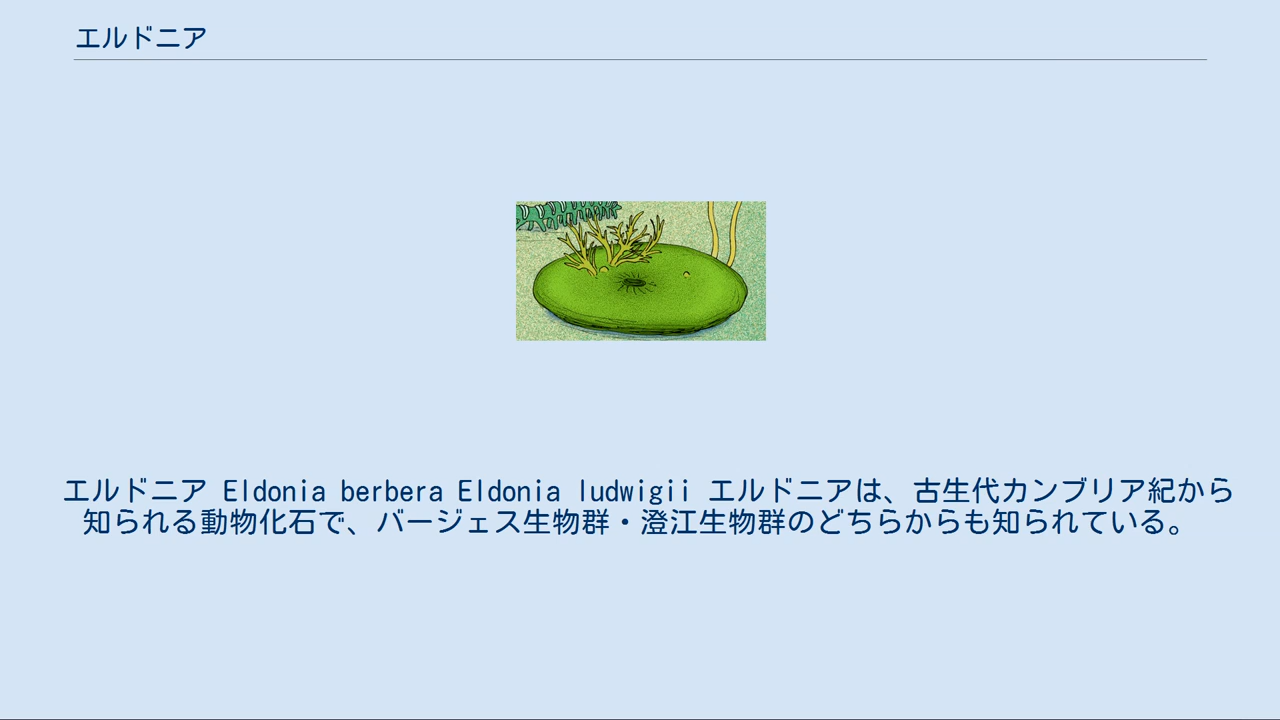 エルドニア
エルドニア Eldonia berbera Eldonia ludwigii エルドニアは、古生代カンブリア紀から
知られる動物化石で、バージェス生物群・澄江生物群のどちらからも知られている。